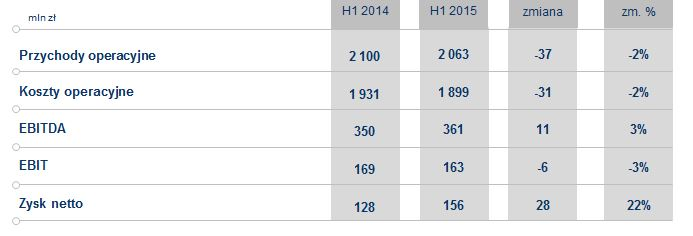 mln zł H1 2014 H1 2015 zmiana zm. %
Przychody operacyjne 2 100 2 063 -37 -2%
Koszty operacyjne 1 931 1 899 -31 -2%
EBITDA 350 361 11 3%
EBIT 169 163 -6 -3%
Zysk netto 128 156 28 22%